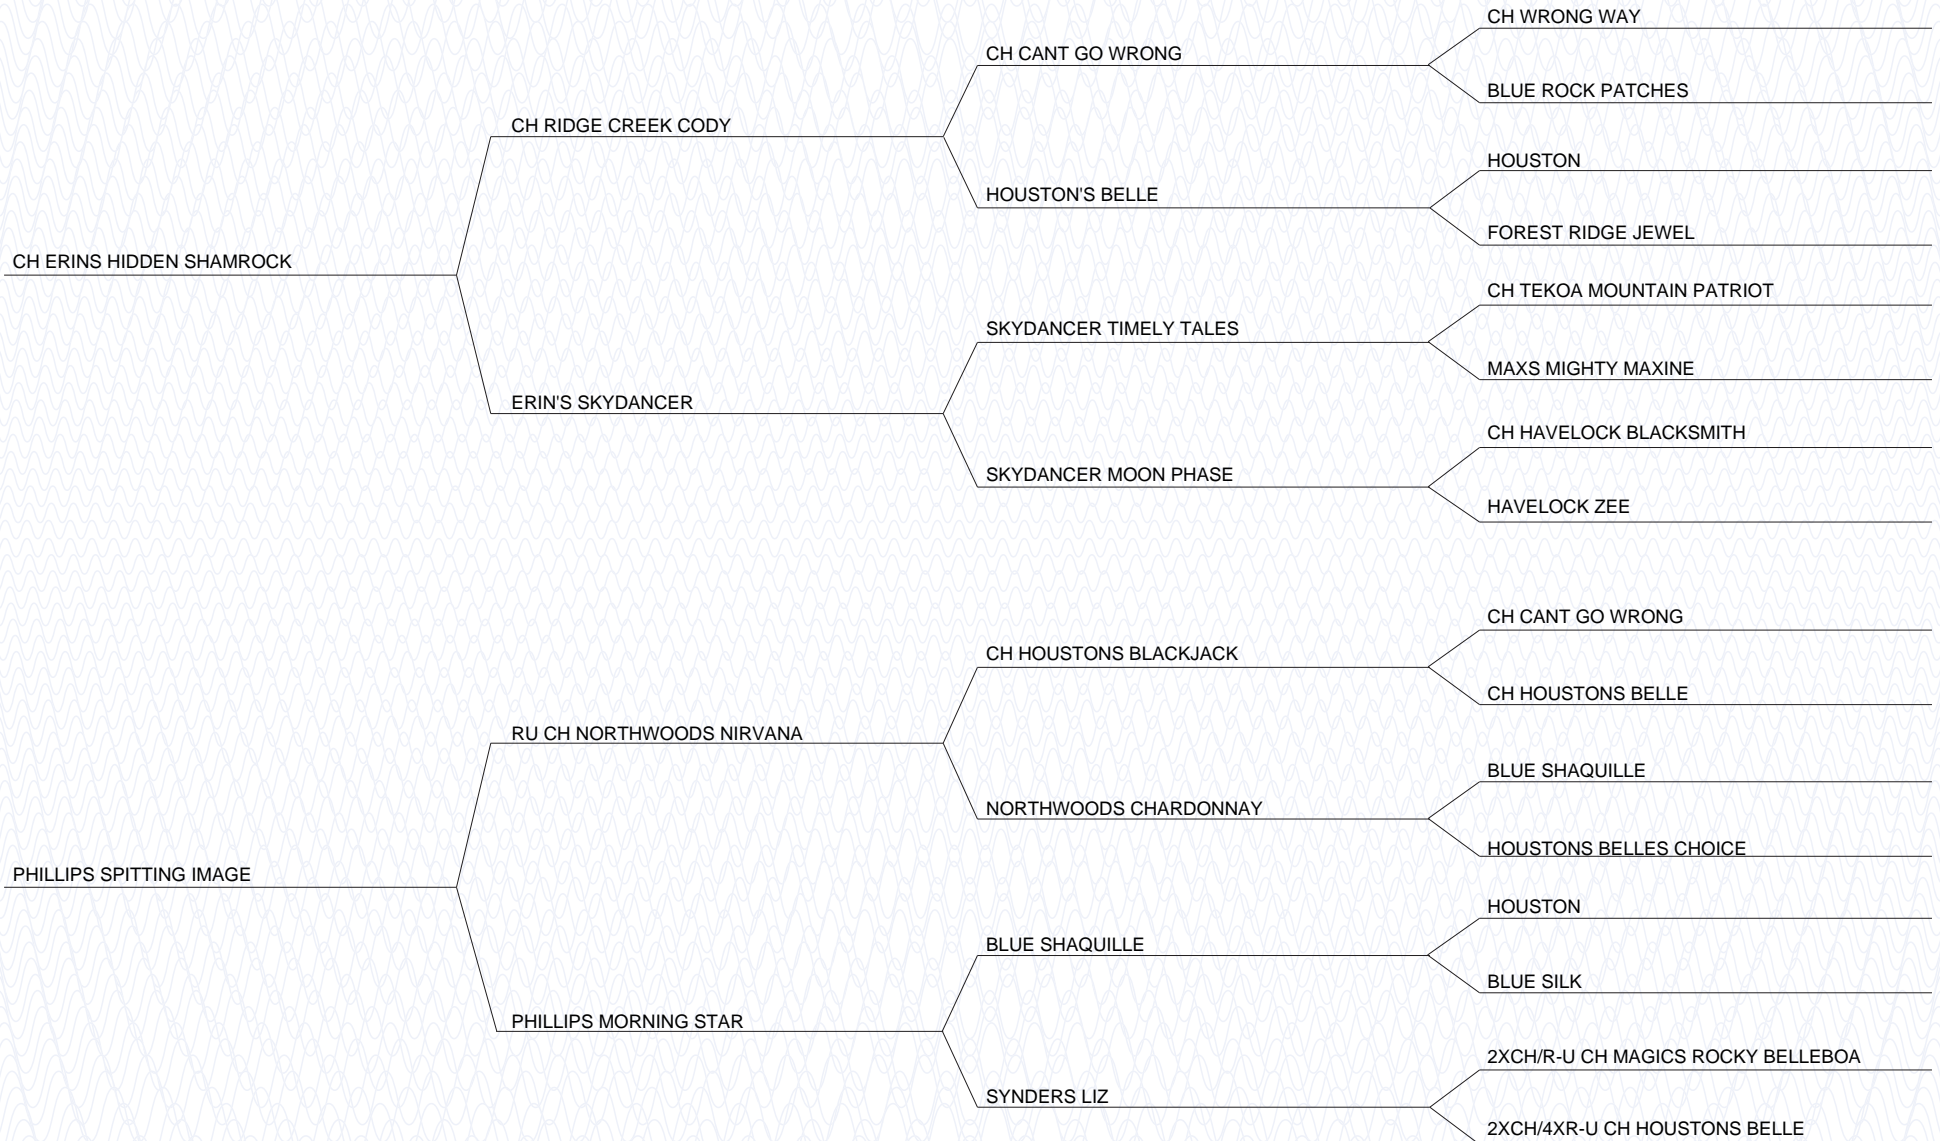 CH WRONG WAY
CH CANT GO WRONG
BLUE ROCK PATCHES
CH RIDGE CREEK CODY
HOUSTON
HOUSTON'S BELLE
FOREST RIDGE JEWEL
CH ERINS HIDDEN SHAMROCK
CH TEKOA MOUNTAIN PATRIOT
SKYDANCER TIMELY TALES
MAXS MIGHTY MAXINE
ERIN'S SKYDANCER
CH HAVELOCK BLACKSMITH
SKYDANCER MOON PHASE
HAVELOCK ZEE
CH CANT GO WRONG
CH HOUSTONS BLACKJACK
CH HOUSTONS BELLE
RU CH NORTHWOODS NIRVANA
BLUE SHAQUILLE
NORTHWOODS CHARDONNAY
HOUSTONS BELLES CHOICE
PHILLIPS SPITTING IMAGE
HOUSTON
BLUE SHAQUILLE
BLUE SILK
PHILLIPS MORNING STAR
2XCH/R-U CH MAGICS ROCKY BELLEBOA
SYNDERS LIZ
2XCH/4XR-U CH HOUSTONS BELLE